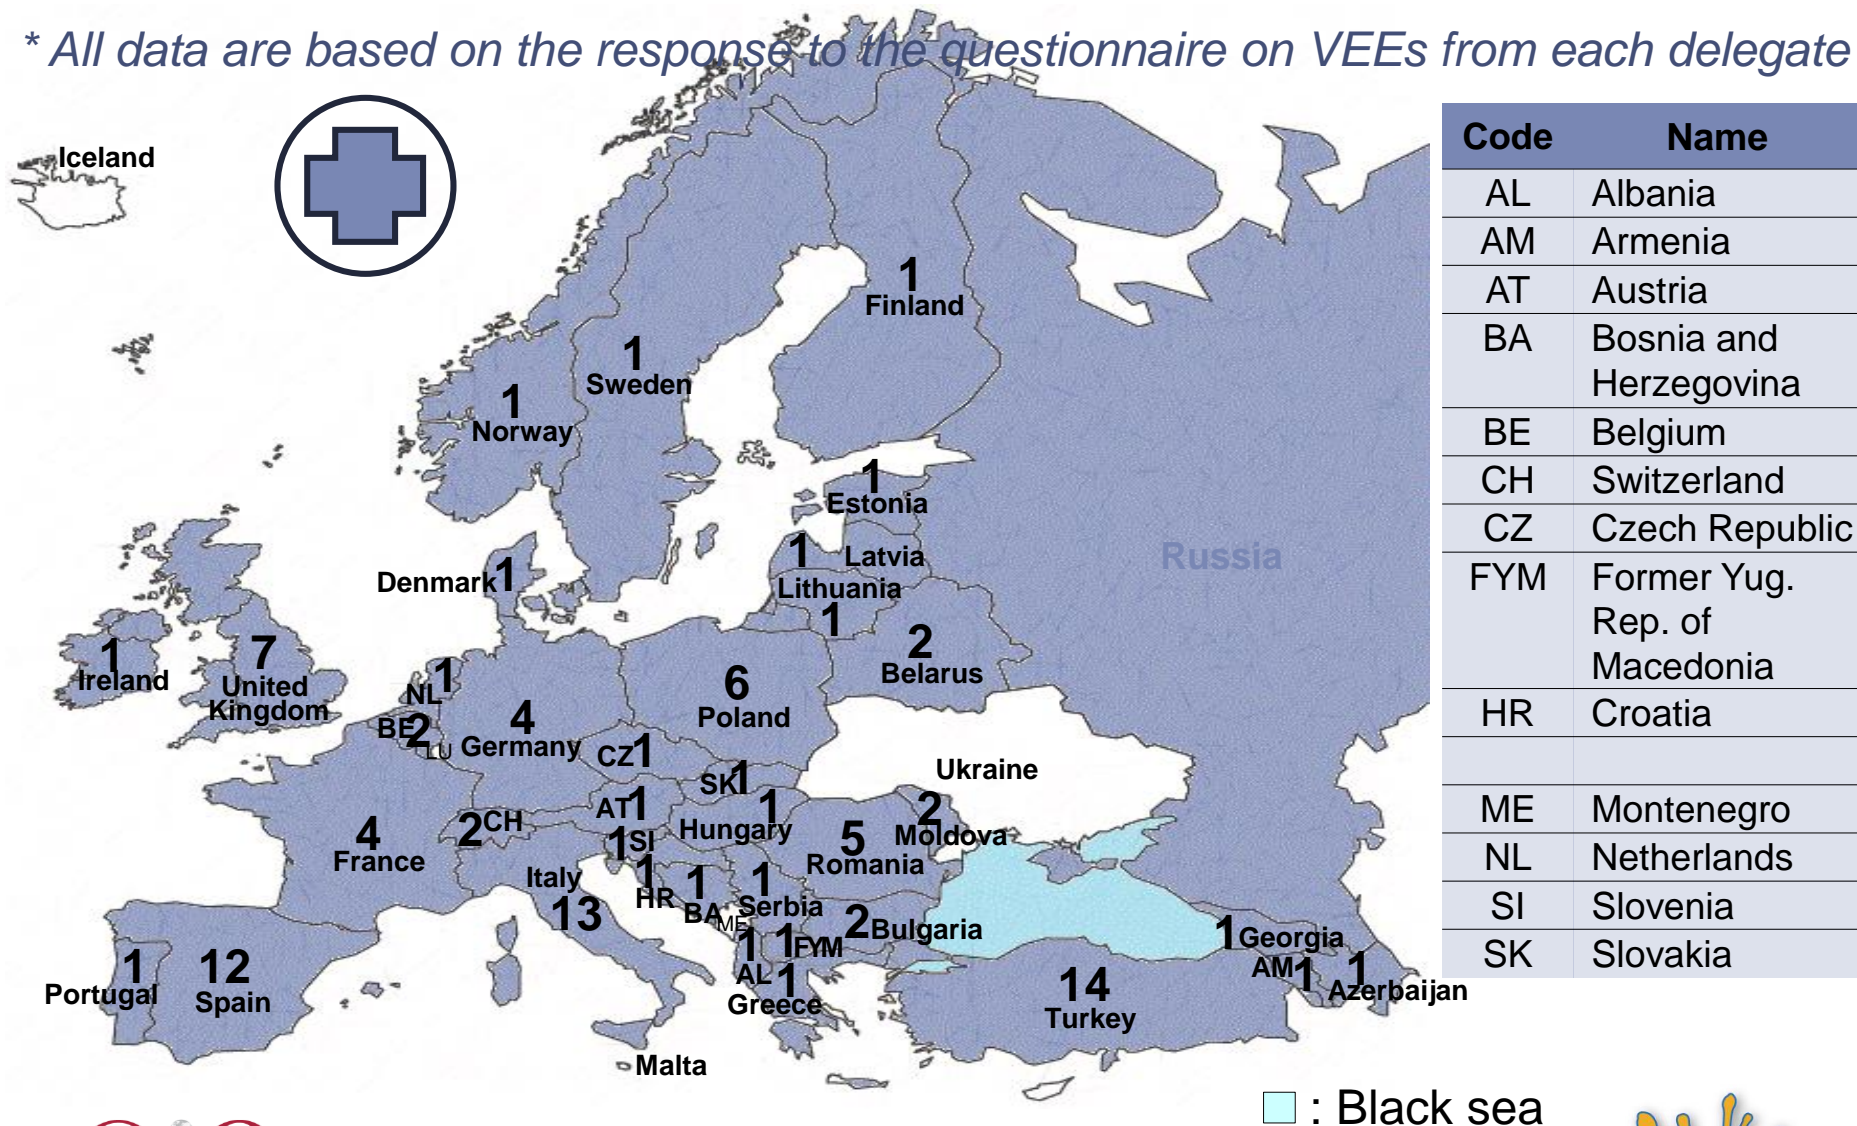 * All data are based on the response to the questionnaire on VEEs from each delegate
Iceland
1
Finland
1
Sweden
1
Norway
1
Estonia
1
Latvia
Denmark 1
Lithuania
1
Russia
1
Ireland
7
United
Kingdom
1
NL
2
Belarus
6
Poland
BE 2
LU
4
Germany
CZ 1
SK 1
Ukraine
AT 1
1
Hungary
2
Moldova
2 CH
4
France
1 SI
5
Romania
Italy
13
1
HR
1
BA
ME
1
Serbia
2 Bulgaria
1
AL
1 FYM
1
Greece
1
Portugal
12
Spain
14
Turkey
1 Georgia
AM 1
1
Azerbaijan
Malta
: Black sea
Code Name
AL Albania
AM Armenia
AT Austria
BA Bosnia and
Herzegovina
BE Belgium
CH Switzerland
CZ Czech Republic
FYM Former Yug.
Rep. of
Macedonia
HR Croatia
ME Montenegro
NL Netherlands
SI Slovenia
SK Slovakia